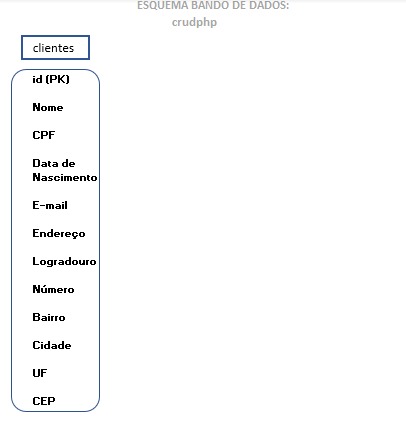 ESQUEMA BANDO DE DADOS:
crudphp
clientes
id (PK)
Nome
CPF
Data de
Nascimento
E-mail
Endereço
Logradouro
Número
Bairro
Cidade
UF
CEP